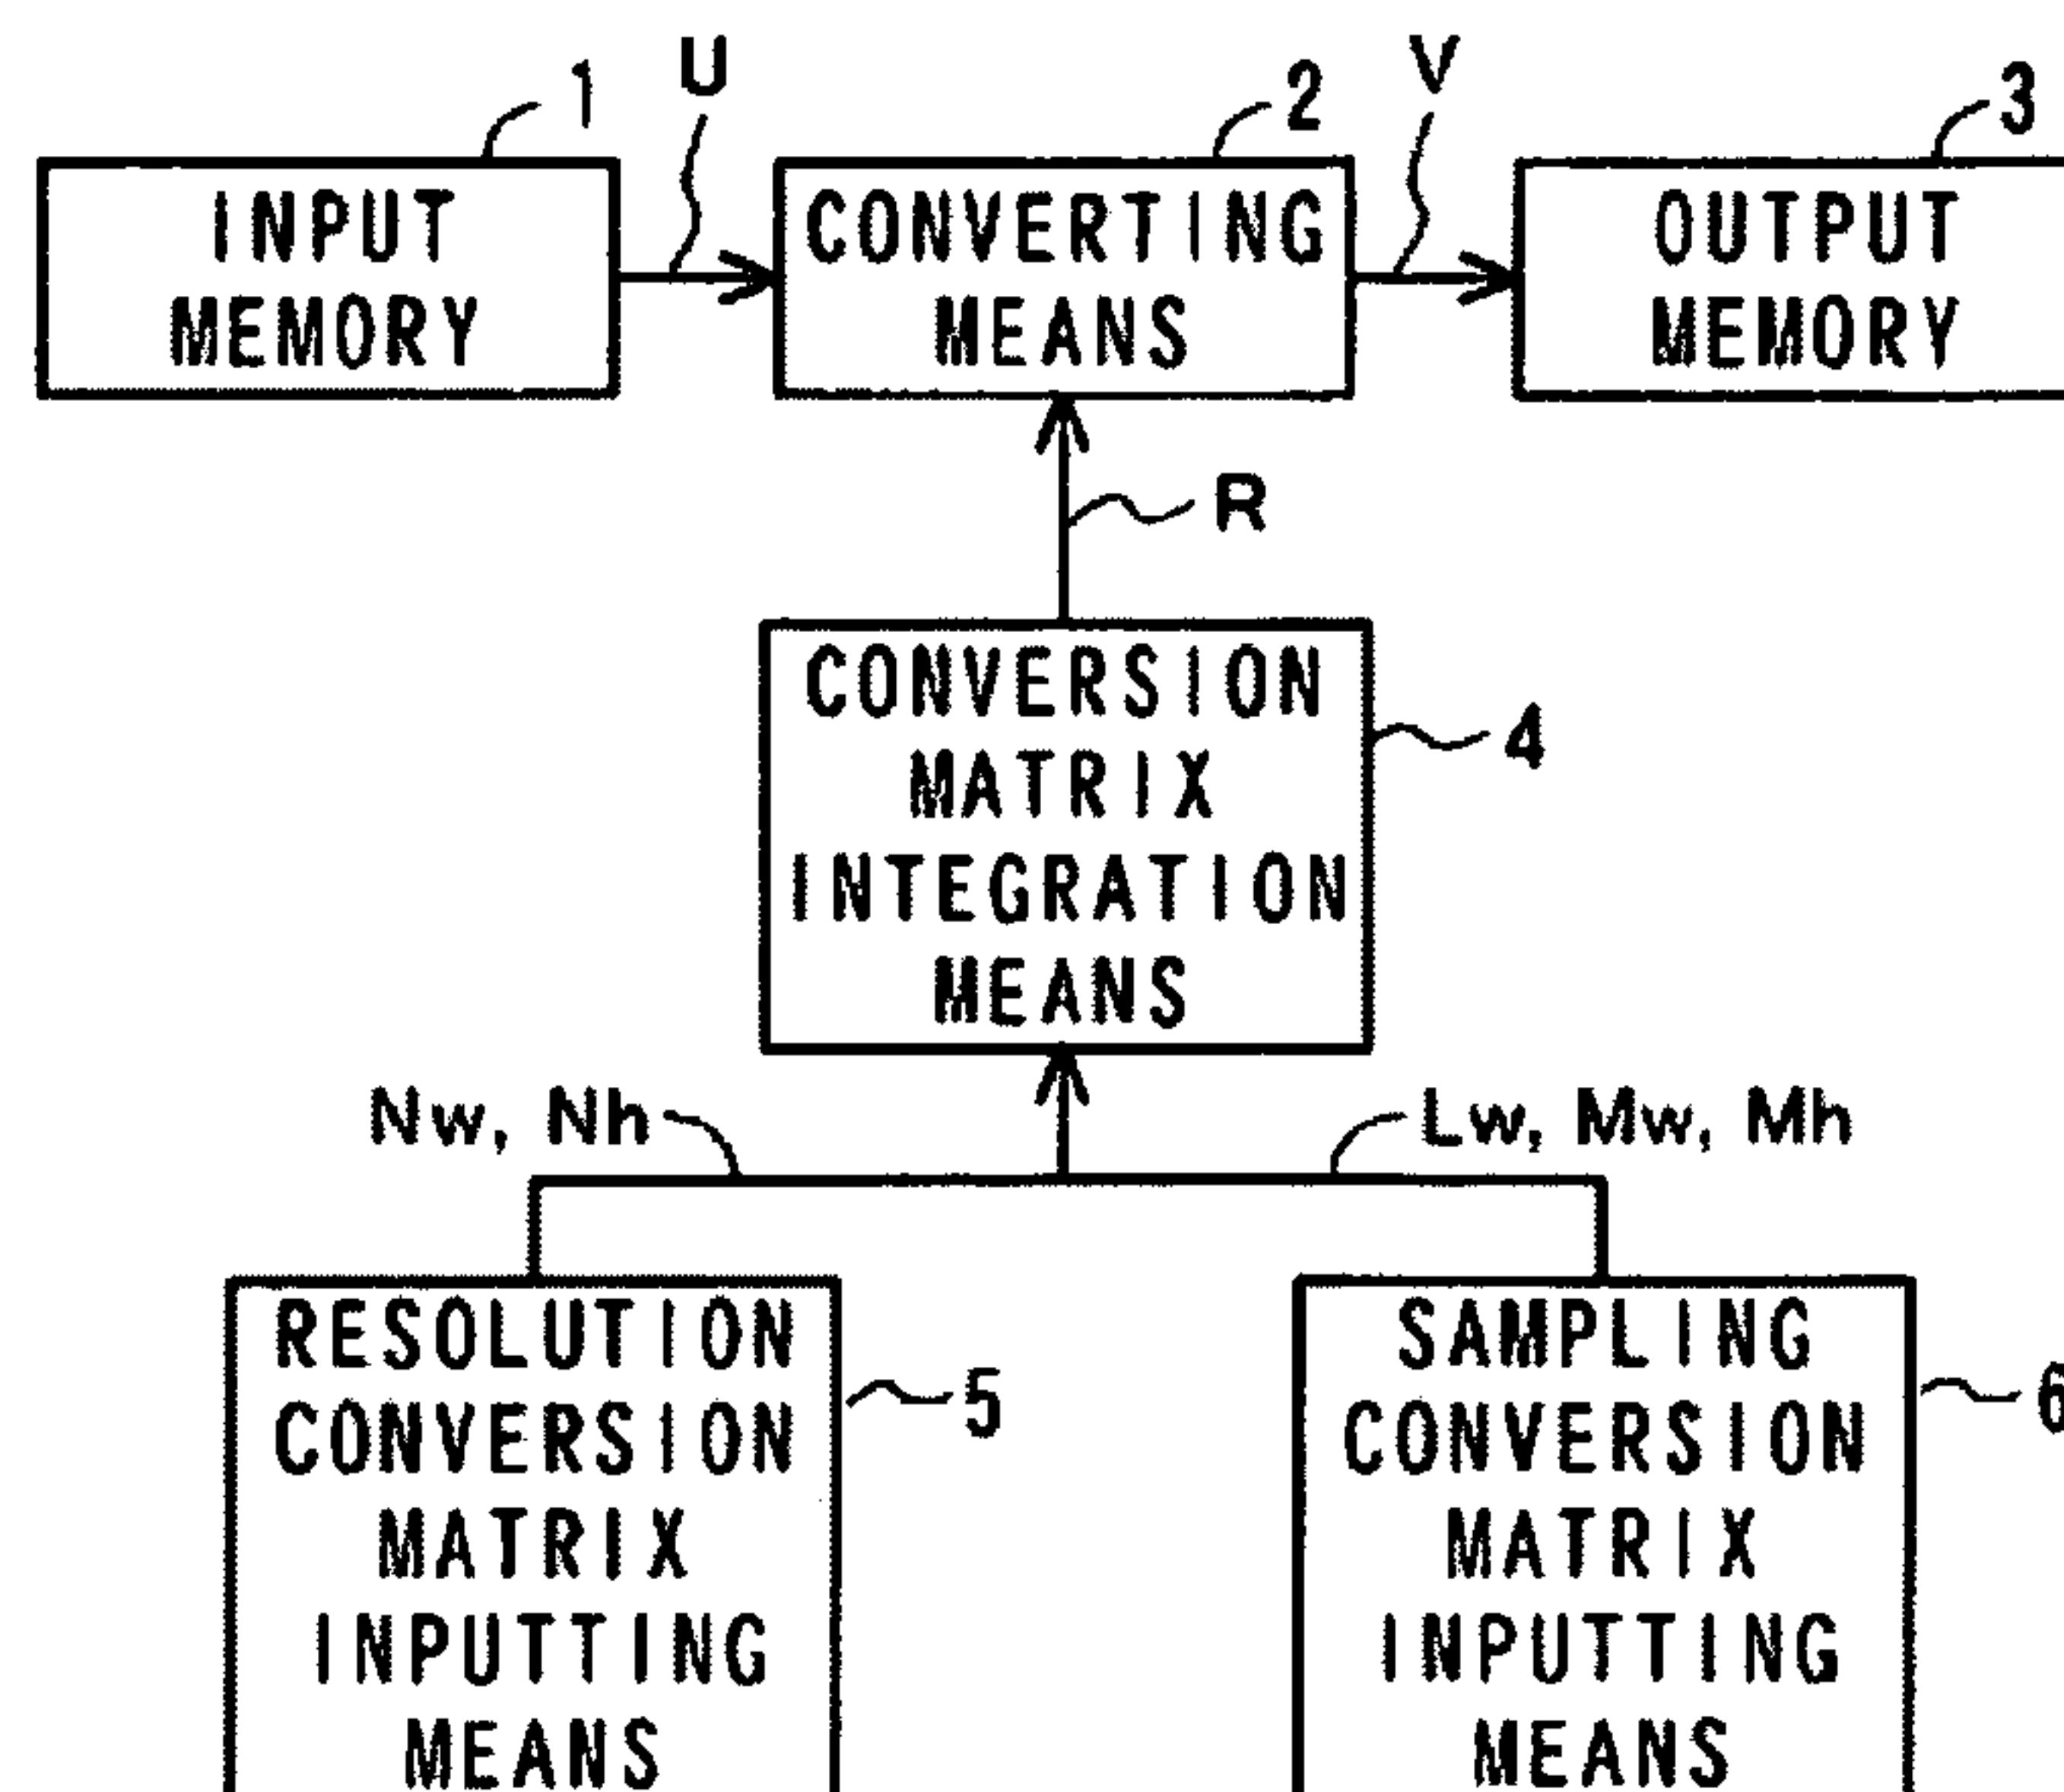 1
U
2
V
3
INPUT
MEMORY
CONVERTING
MEANS
OUTPUT
MEMORY
R
CONVERSION
MATRIX
INTEGRATION
MEANS
4
Nw, Nh
Lw, Mw, Mh
RESOLUTION
CONVERSION
MATRIX
INPUTTING
MEANS
5
SAMPLING
CONVERSION
MATRIX
INPUTTING
MEANS
6